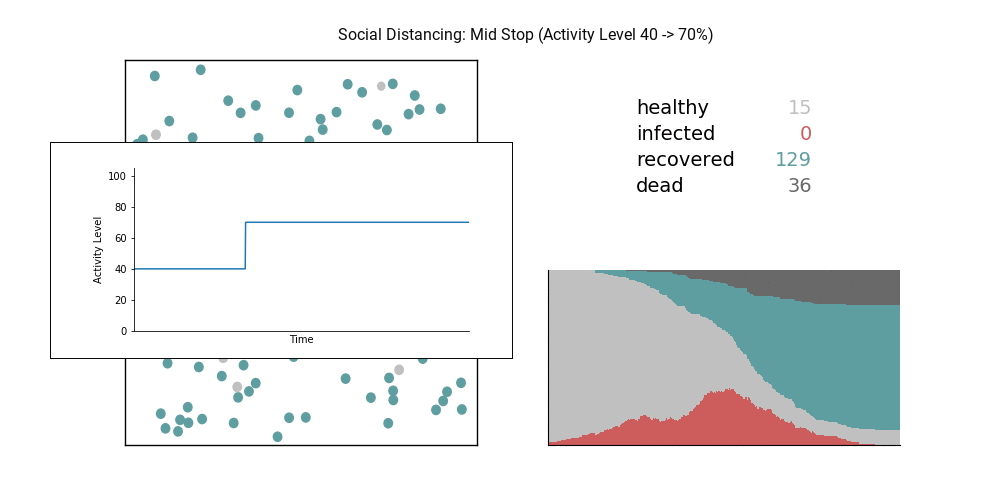 Social Distancing: Mid Stop (Activity Level 40 -> 70%)
healthy 15
infected 0
recovered 129
dead 36
100
80
60
40
20
0
Activity Level
Time